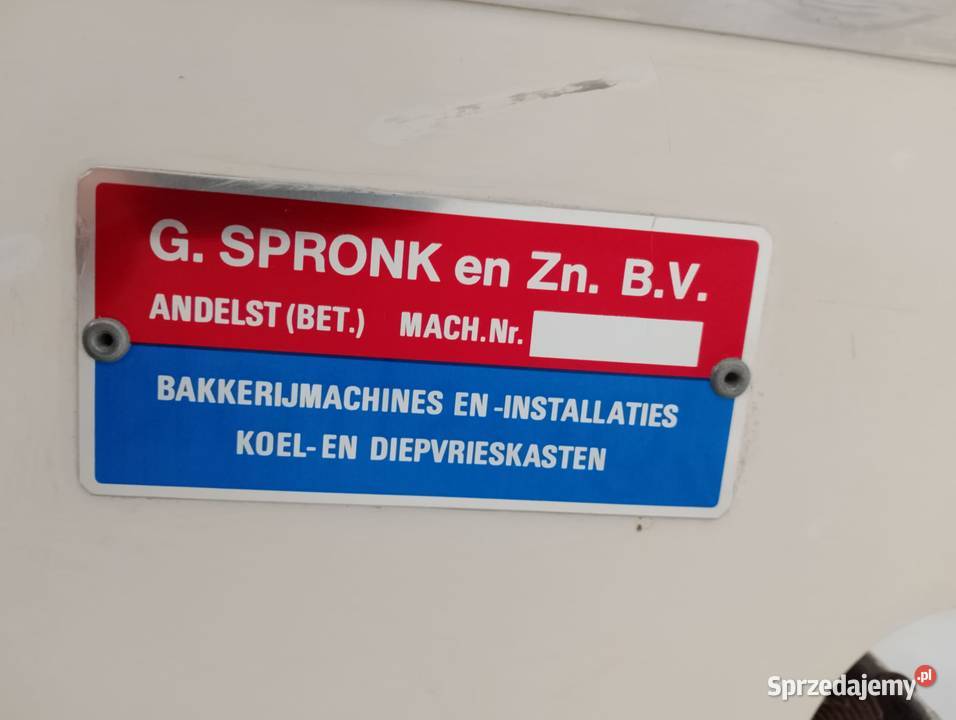 G. SPRONK en Zn. B.V.
ANDELST (BET.) MACH.Nr.
BAKKERIJMACHINES EN -INSTALLATIES
KOEL- EN DIEPVRIESKASTEN
Sprzedajemy.pl